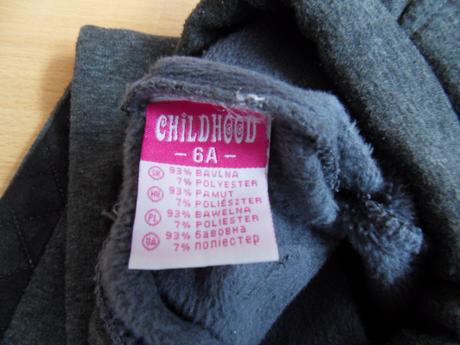 CHiLDHOOD
- 6A -
SK 93% BAVLNA
7% POLYESTER
HU 93% PAMUT
7% POLIÉSZTER
PL 93% BAWEŁNA
7% POLIESTER
UA 93% бавовна
7% поліестер